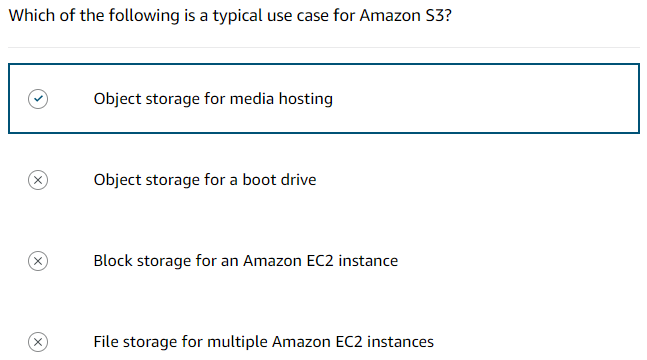 Which of the following is a typical use case for Amazon S3?
Object storage for media hosting
Object storage for a boot drive
Block storage for an Amazon EC2 instance
File storage for multiple Amazon EC2 instances